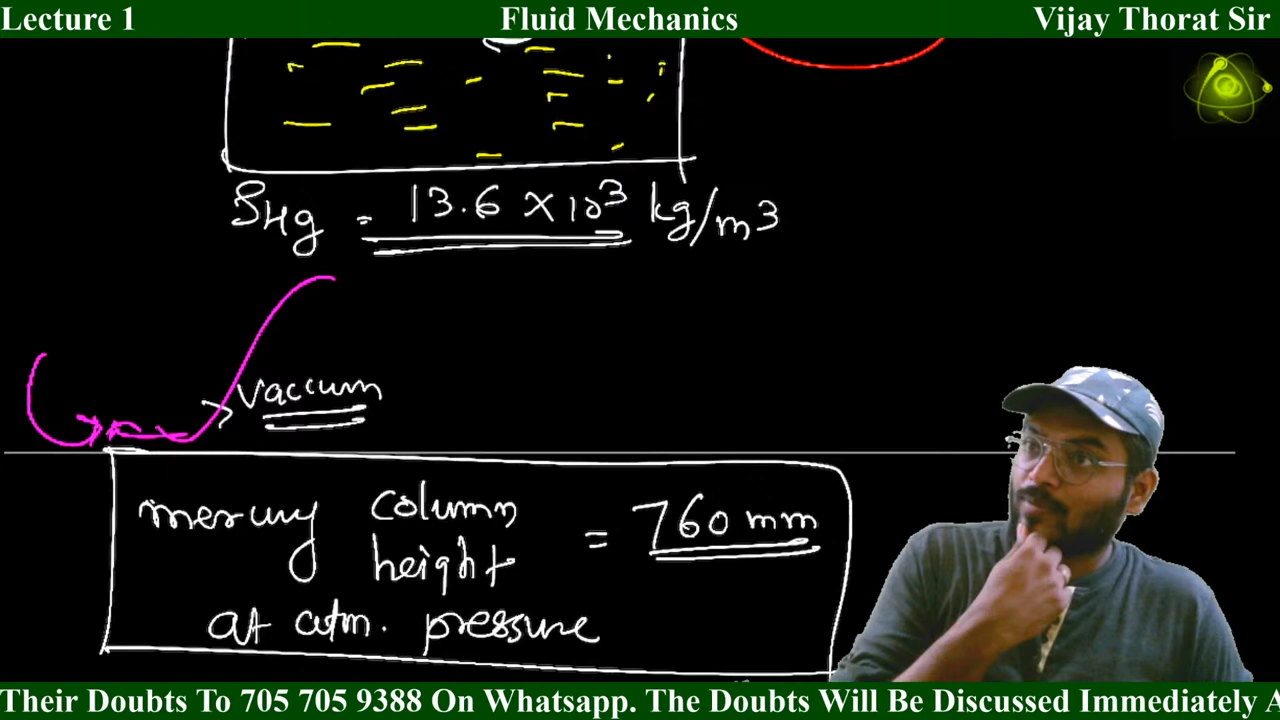 Lecture 1
Fluid Mechanics
Vijay Thorat Sir
ρHg = 13.6 × 10³ kg/m3
Vaccum
mercury column height = 760 mm
at atm. pressure
Their Doubts To 705 705 9388 On Whatsapp. The Doubts Will Be Discussed Immediately A